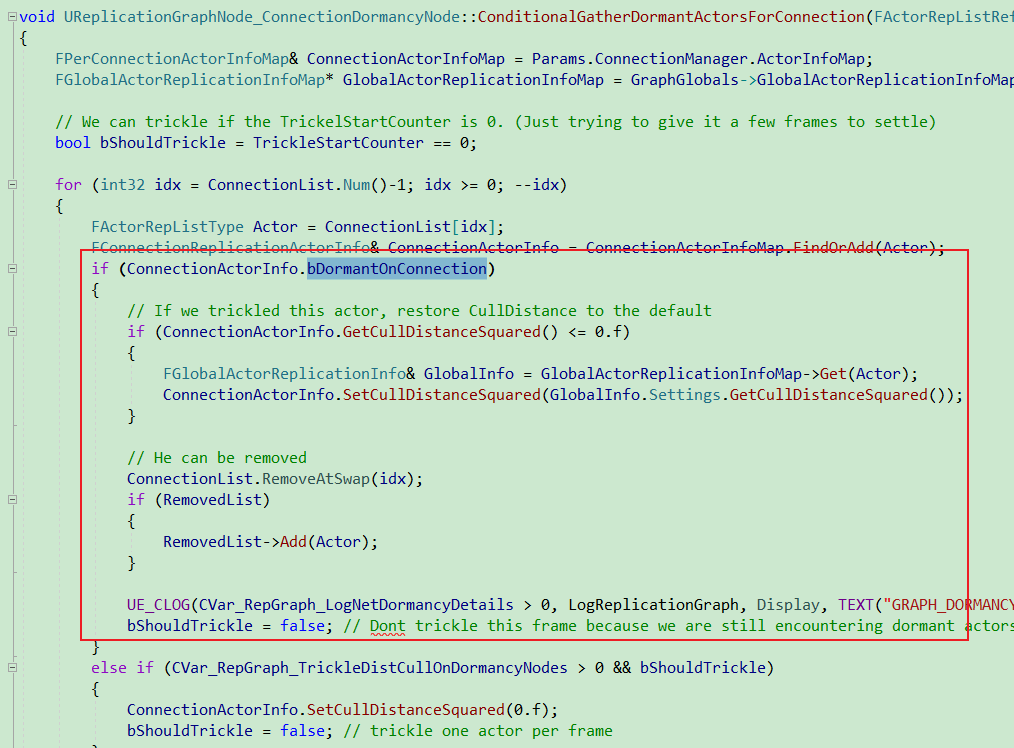 void UReplicationGraphNode_ConnectionDormancyNode::ConditionalGatherDormantActorsForConnection(FActorRepListRef
{
FPerConnectionActorInfoMap& ConnectionActorInfoMap = Params.ConnectionManager.ActorInfoMap;
FGlobalActorReplicationInfoMap* GlobalActorReplicationInfoMap = GraphGlobals->GlobalActorReplicationInfoMap
// We can trickle if the TrickelStartCounter is 0. (Just trying to give it a few frames to settle)
bool bShouldTrickle = TrickleStartCounter == 0;
for (int32 idx = ConnectionList.Num()-1; idx >= 0; --idx)
{
FActorRepListType Actor = ConnectionList[idx];
FConnectionReplicationActorInfo& ConnectionActorInfo = ConnectionActorInfoMap.FindOrAdd(Actor);
if (ConnectionActorInfo.bDormantOnConnection)
{
// If we trickled this actor, restore CullDistance to the default
if (ConnectionActorInfo.GetCullDistanceSquared() <= 0.f)
{
FGlobalActorReplicationInfo& GlobalInfo = GlobalActorReplicationInfoMap->Get(Actor);
ConnectionActorInfo.SetCullDistanceSquared(GlobalInfo.Settings.GetCullDistanceSquared());
}
// He can be removed
ConnectionList.RemoveAtSwap(idx);
if (RemovedList)
{
RemovedList->Add(Actor);
}
UE_CLOG(CVar_RepGraph_LogNetDormancyDetails > 0, LogReplicationGraph, Display, TEXT("GRAPH_DORMANCY
bShouldTrickle = false; // Dont trickle this frame because we are still encountering dormant actors
}
else if (CVar_RepGraph_TrickleDistCullOnDormancyNodes > 0 && bShouldTrickle)
{
ConnectionActorInfo.SetCullDistanceSquared(0.f);
bShouldTrickle = false; // trickle one actor per frame
}